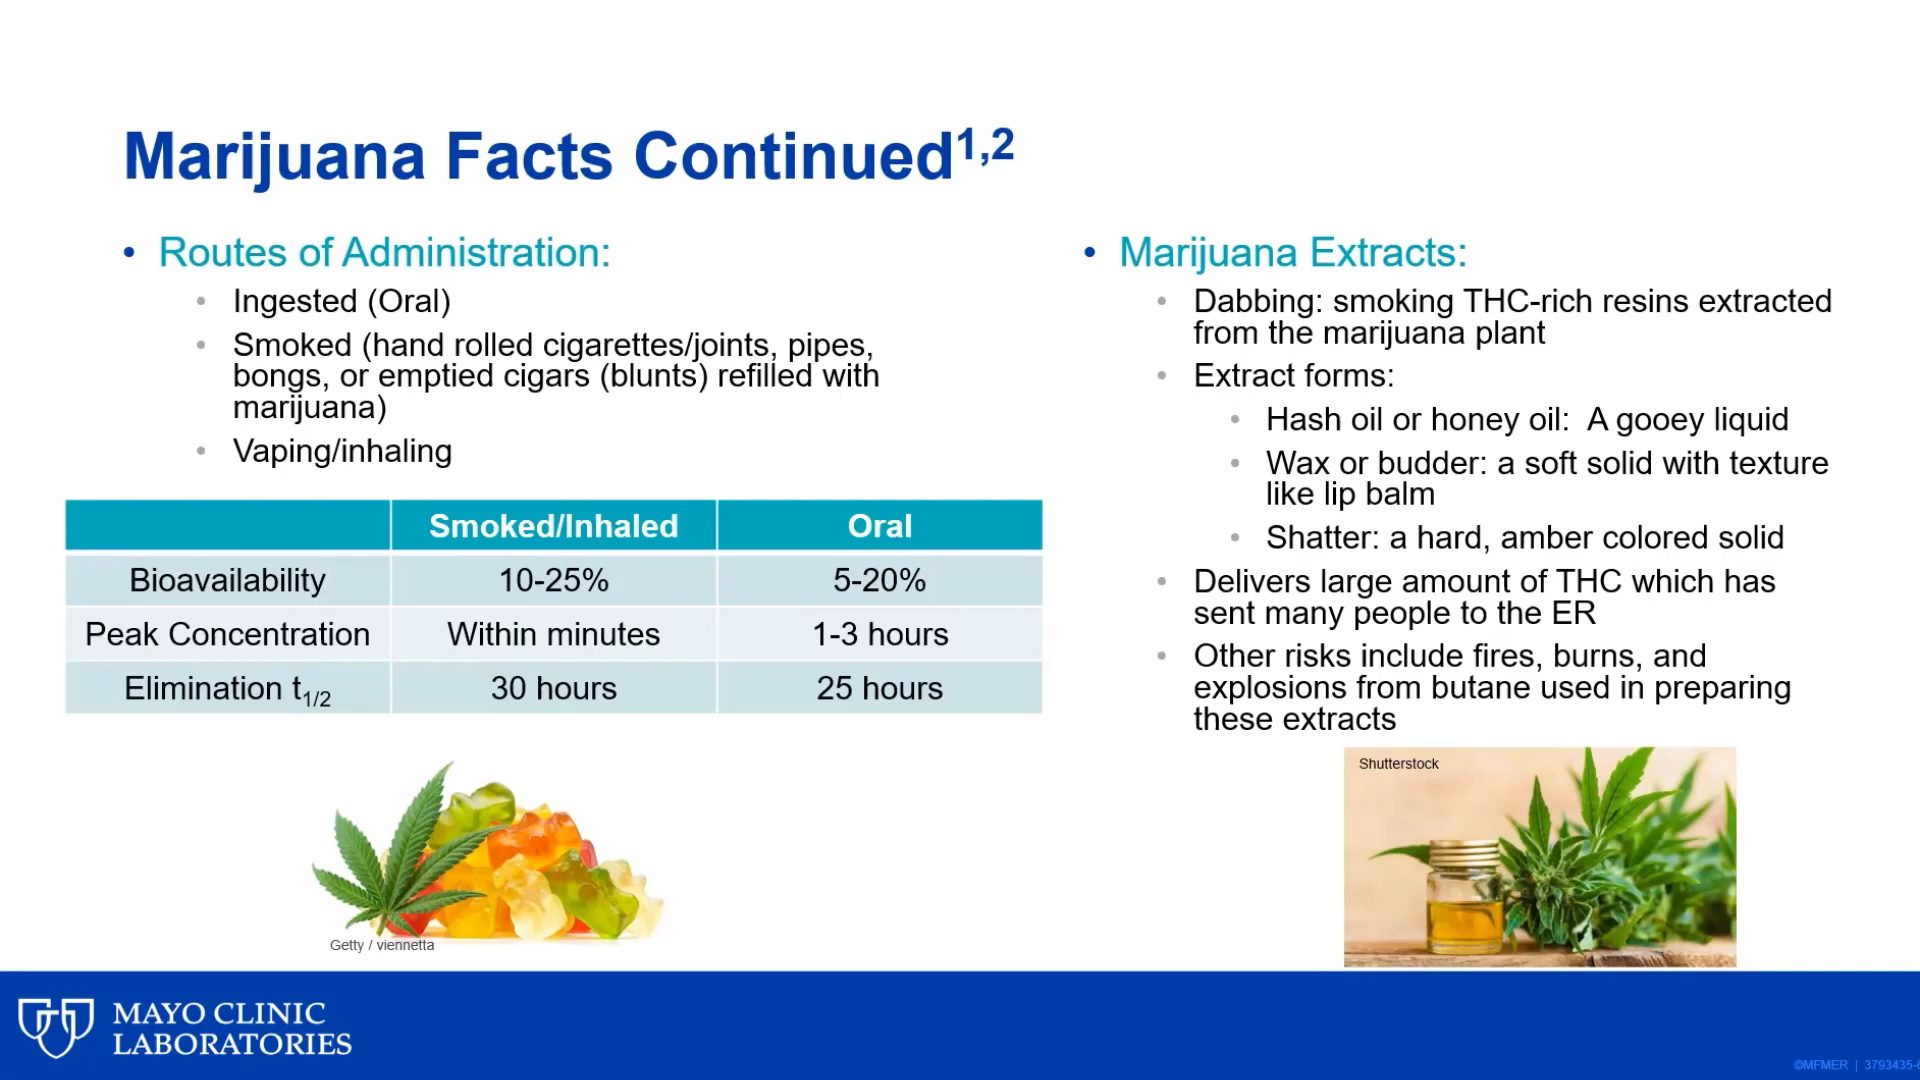 Marijuana Facts Continued1,2
• Routes of Administration:
• Ingested (Oral)
• Smoked (hand rolled cigarettes/joints, pipes,
bongs, or emptied cigars (blunts) refilled with
marijuana)
• Vaping/inhaling
Smoked/Inhaled Oral
Bioavailability 10-25% 5-20%
Peak Concentration Within minutes 1-3 hours
Elimination t1/2 30 hours 25 hours
Getty / viennetta
• Marijuana Extracts:
• Dabbing: smoking THC-rich resins extracted
from the marijuana plant
• Extract forms:
• Hash oil or honey oil:  A gooey liquid
• Wax or budder: a soft solid with texture
like lip balm
• Shatter: a hard, amber colored solid
• Delivers large amount of THC which has
sent many people to the ER
• Other risks include fires, burns, and
explosions from butane used in preparing
these extracts
Shutterstock
MAYO CLINIC
LABORATORIES
©MFMER | 3793435-